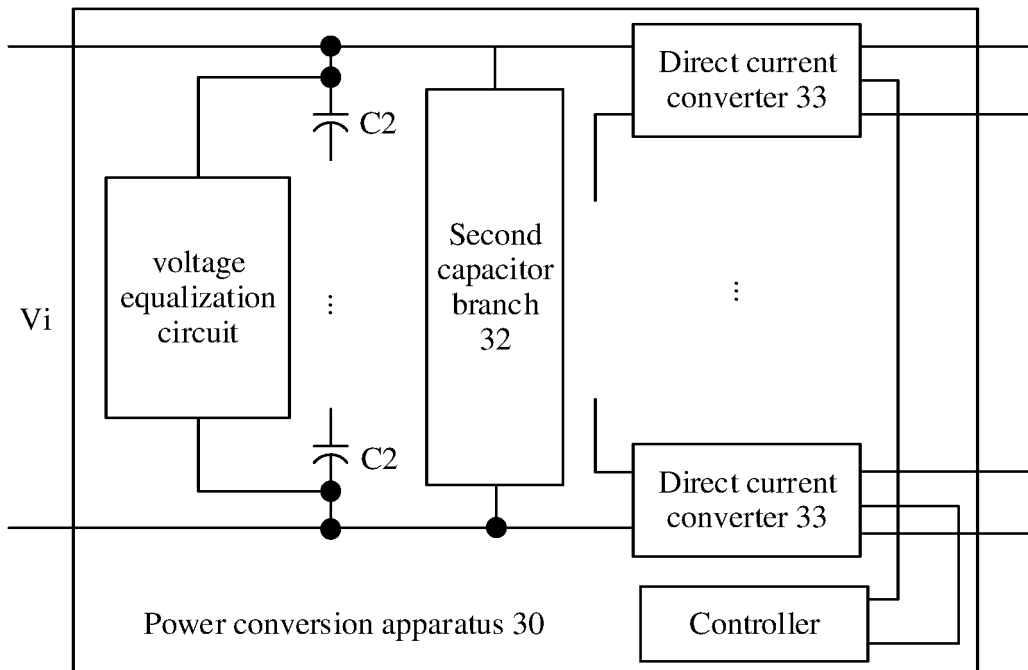 Direct current
converter 33
C2
voltage
equalization
circuit
Second
capacitor
branch
32
⋮
⋮
Vi
C2
Direct current
converter 33
Controller
Power conversion apparatus 30